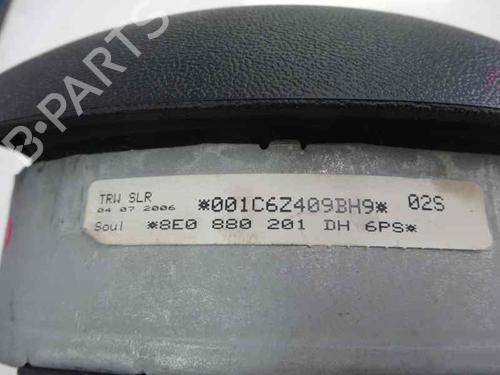 B-PARTS
TRW SLR
04 07 2006 *001C6Z409BH9* 02S
Soul *8E0 880 201 DH 6PS*